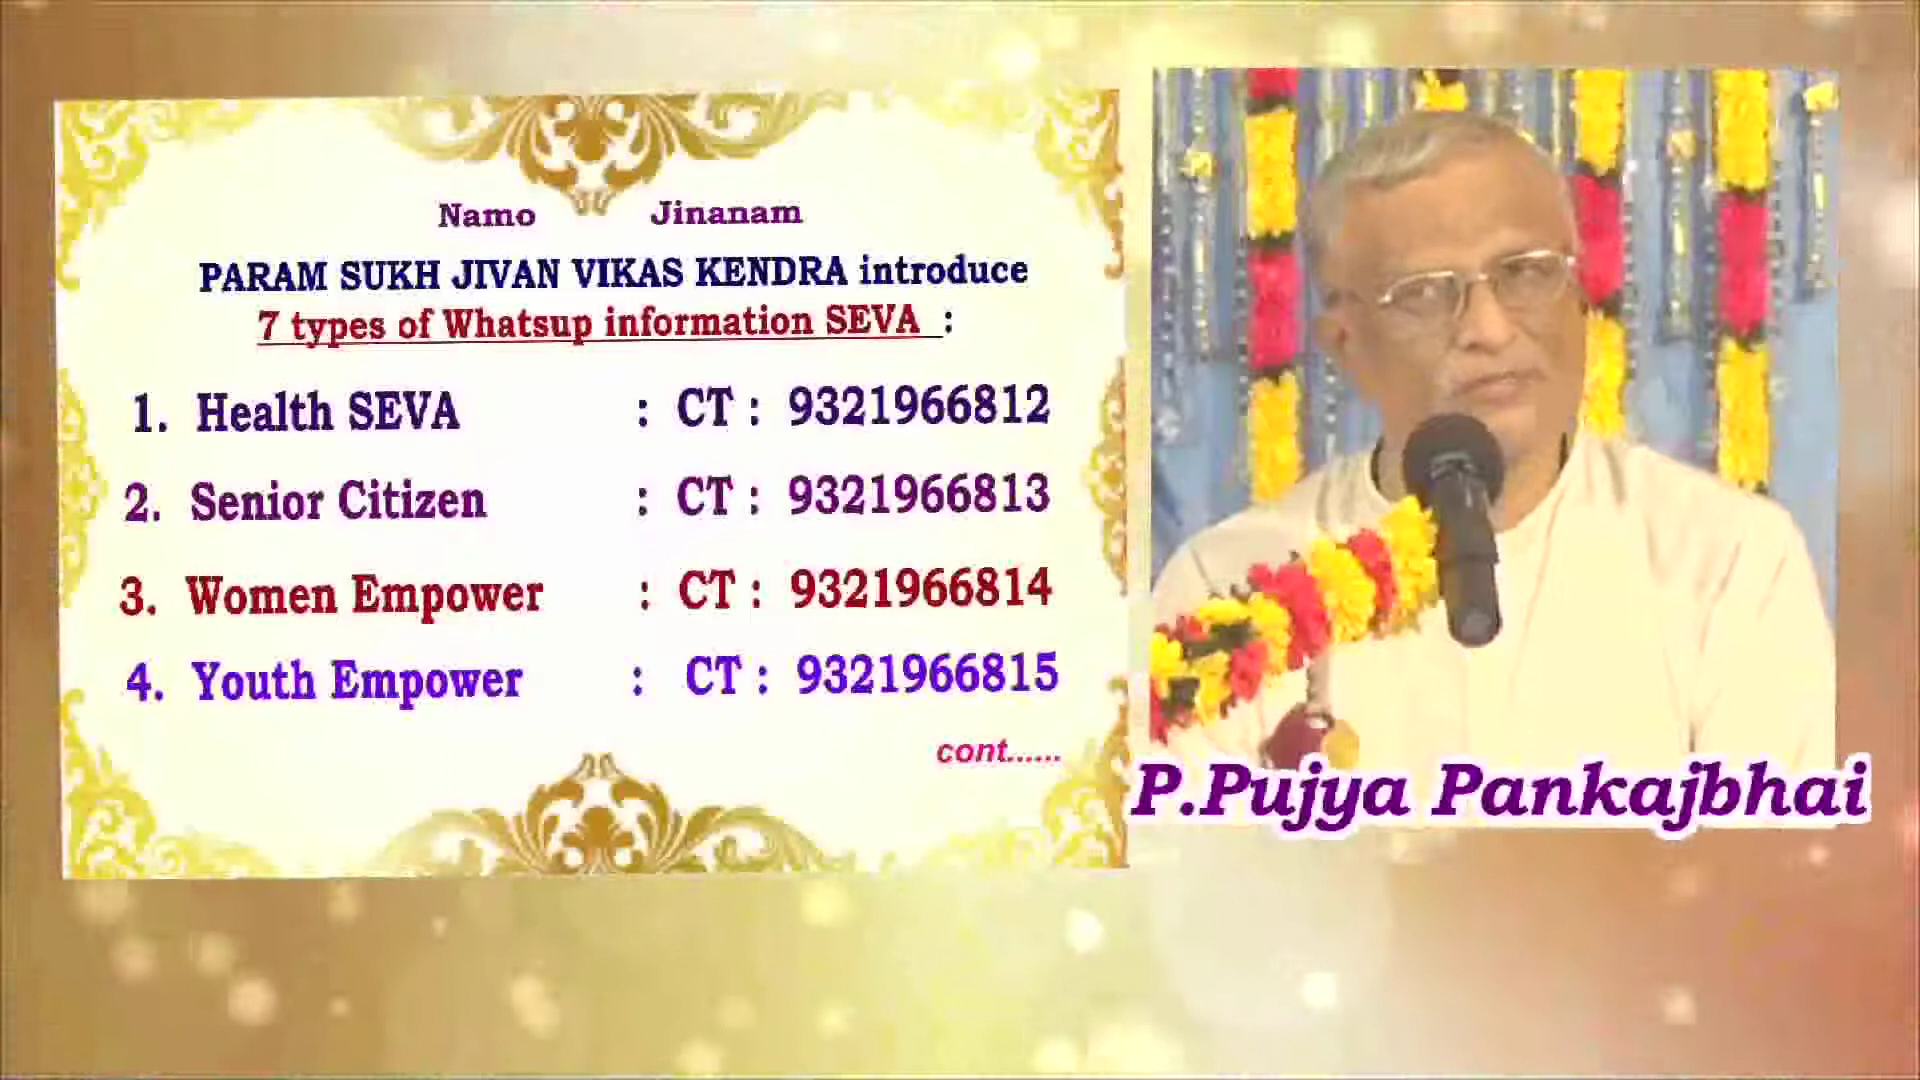 Namo Jinanam
PARAM SUKH JIVAN VIKAS KENDRA introduce
7 types of Whatsup information SEVA :
1. Health SEVA : CT : 9321966812
2. Senior Citizen : CT : 9321966813
3. Women Empower : CT : 9321966814
4. Youth Empower : CT : 9321966815
cont......
P.Pujya Pankajbhai